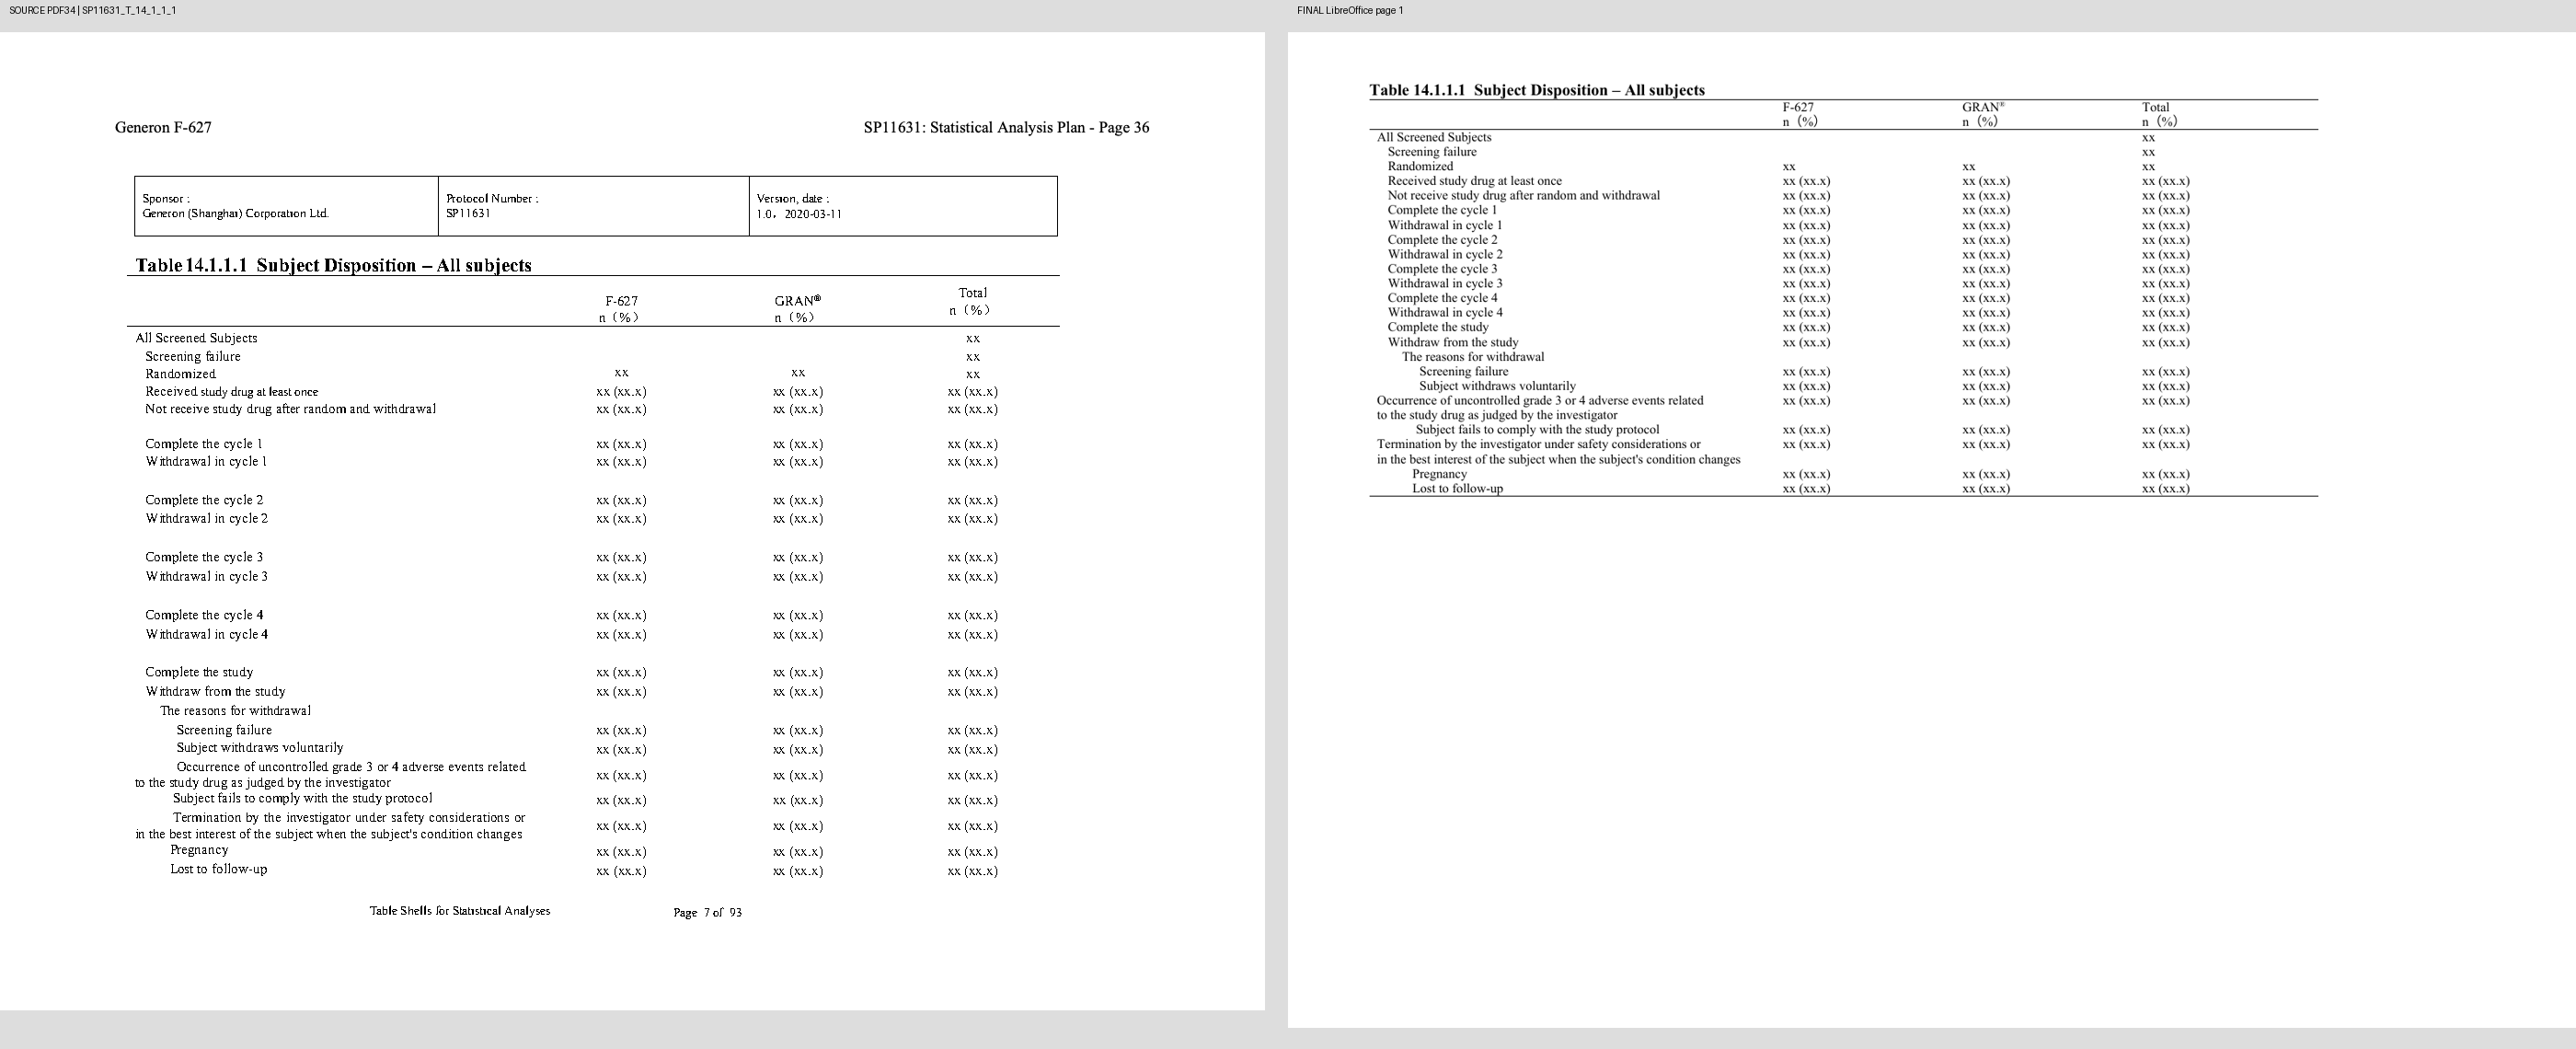 SOURCE PDF34 | SP11631_T_14_1_1_1
Generon F-627 SP11631: Statistical Analysis Plan - Page 36
Sponsor : Protocol Number : Version, date :
Generon (Shanghai) Corporation Ltd. SP11631 1.0，2020-03-11
Table 14.1.1.1 Subject Disposition – All subjects
F-627 GRAN® Total
n（%） n（%） n（%）
All Screened Subjects xx
Screening failure xx
Randomized xx xx xx
Received study drug at least once xx (xx.x) xx (xx.x) xx (xx.x)
Not receive study drug after random and withdrawal xx (xx.x) xx (xx.x) xx (xx.x)
Complete the cycle 1 xx (xx.x) xx (xx.x) xx (xx.x)
Withdrawal in cycle 1 xx (xx.x) xx (xx.x) xx (xx.x)
Complete the cycle 2 xx (xx.x) xx (xx.x) xx (xx.x)
Withdrawal in cycle 2 xx (xx.x) xx (xx.x) xx (xx.x)
Complete the cycle 3 xx (xx.x) xx (xx.x) xx (xx.x)
Withdrawal in cycle 3 xx (xx.x) xx (xx.x) xx (xx.x)
Complete the cycle 4 xx (xx.x) xx (xx.x) xx (xx.x)
Withdrawal in cycle 4 xx (xx.x) xx (xx.x) xx (xx.x)
Complete the study xx (xx.x) xx (xx.x) xx (xx.x)
Withdraw from the study xx (xx.x) xx (xx.x) xx (xx.x)
The reasons for withdrawal
Screening failure xx (xx.x) xx (xx.x) xx (xx.x)
Subject withdraws voluntarily xx (xx.x) xx (xx.x) xx (xx.x)
Occurrence of uncontrolled grade 3 or 4 adverse events related xx (xx.x) xx (xx.x) xx (xx.x)
to the study drug as judged by the investigator
Subject fails to comply with the study protocol xx (xx.x) xx (xx.x) xx (xx.x)
Termination by the investigator under safety considerations or xx (xx.x) xx (xx.x) xx (xx.x)
in the best interest of the subject when the subject's condition changes
Pregnancy xx (xx.x) xx (xx.x) xx (xx.x)
Lost to follow-up xx (xx.x) xx (xx.x) xx (xx.x)
Table Shells for Statistical Analyses Page 7 of 93
FINAL LibreOffice page 1
Table 14.1.1.1 Subject Disposition – All subjects
F-627 GRAN® Total
n（%） n（%） n（%）
All Screened Subjects xx
Screening failure xx
Randomized xx xx xx
Received study drug at least once xx (xx.x) xx (xx.x) xx (xx.x)
Not receive study drug after random and withdrawal xx (xx.x) xx (xx.x) xx (xx.x)
Complete the cycle 1 xx (xx.x) xx (xx.x) xx (xx.x)
Withdrawal in cycle 1 xx (xx.x) xx (xx.x) xx (xx.x)
Complete the cycle 2 xx (xx.x) xx (xx.x) xx (xx.x)
Withdrawal in cycle 2 xx (xx.x) xx (xx.x) xx (xx.x)
Complete the cycle 3 xx (xx.x) xx (xx.x) xx (xx.x)
Withdrawal in cycle 3 xx (xx.x) xx (xx.x) xx (xx.x)
Complete the cycle 4 xx (xx.x) xx (xx.x) xx (xx.x)
Withdrawal in cycle 4 xx (xx.x) xx (xx.x) xx (xx.x)
Complete the study xx (xx.x) xx (xx.x) xx (xx.x)
Withdraw from the study xx (xx.x) xx (xx.x) xx (xx.x)
The reasons for withdrawal
Screening failure xx (xx.x) xx (xx.x) xx (xx.x)
Subject withdraws voluntarily xx (xx.x) xx (xx.x) xx (xx.x)
Occurrence of uncontrolled grade 3 or 4 adverse events related xx (xx.x) xx (xx.x) xx (xx.x)
to the study drug as judged by the investigator
Subject fails to comply with the study protocol xx (xx.x) xx (xx.x) xx (xx.x)
Termination by the investigator under safety considerations or xx (xx.x) xx (xx.x) xx (xx.x)
in the best interest of the subject when the subject's condition changes
Pregnancy xx (xx.x) xx (xx.x) xx (xx.x)
Lost to follow-up xx (xx.x) xx (xx.x) xx (xx.x)